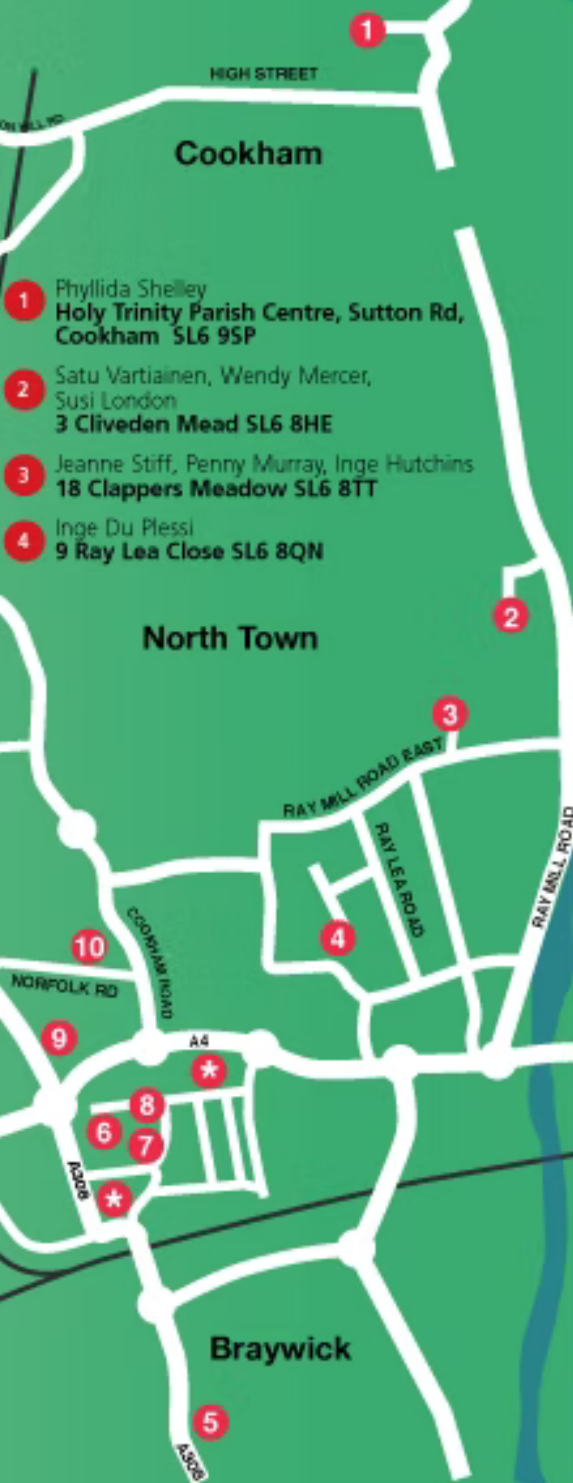 1
HIGH STREET
Cookham
1 Phyllida Shelley
Holy Trinity Parish Centre, Sutton Rd,
Cookham SL6 9SP
2 Satu Vartiainen, Wendy Mercer,
Susi London
3 Cliveden Mead SL6 8HE
3 Jeanne Stiff, Penny Murray, Inge Hutchins
18 Clappers Meadow SL6 8TT
4 Inge Du Plessi
9 Ray Lea Close SL6 8QN
2
North Town
3
RAY MILL ROAD EAST
RAY MILL ROAD
RAY LEA ROAD
4
COOKHAM ROAD
10
NORFOLK RD
9
A4
*
8
6
7
A308
*
Braywick
5
A308